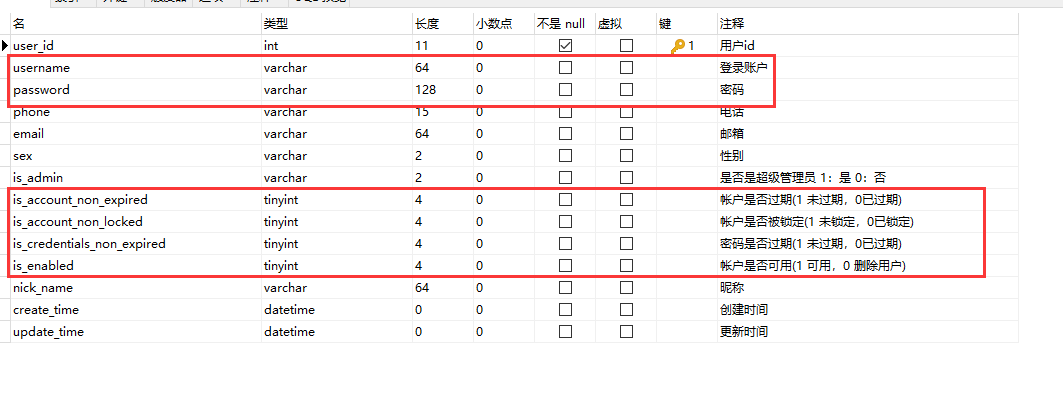 名 类型 长度 小数点 不是 null 虚拟 键 注释
user_id int 11 0 1 用户id
username varchar 64 0 登录账户
password varchar 128 0 密码
phone varchar 15 0 电话
email varchar 64 0 邮箱
sex varchar 2 0 性别
is_admin varchar 2 0 是否是超级管理员 1：是 0：否
is_account_non_expired tinyint 4 0 帐户是否过期(1 未过期，0已过期)
is_account_non_locked tinyint 4 0 帐户是否被锁定(1 未锁定，0已锁定)
is_credentials_non_expired tinyint 4 0 密码是否过期(1 未过期，0已过期)
is_enabled tinyint 4 0 帐户是否可用(1 可用，0 删除用户)
nick_name varchar 64 0 昵称
create_time datetime 0 0 创建时间
update_time datetime 0 0 更新时间